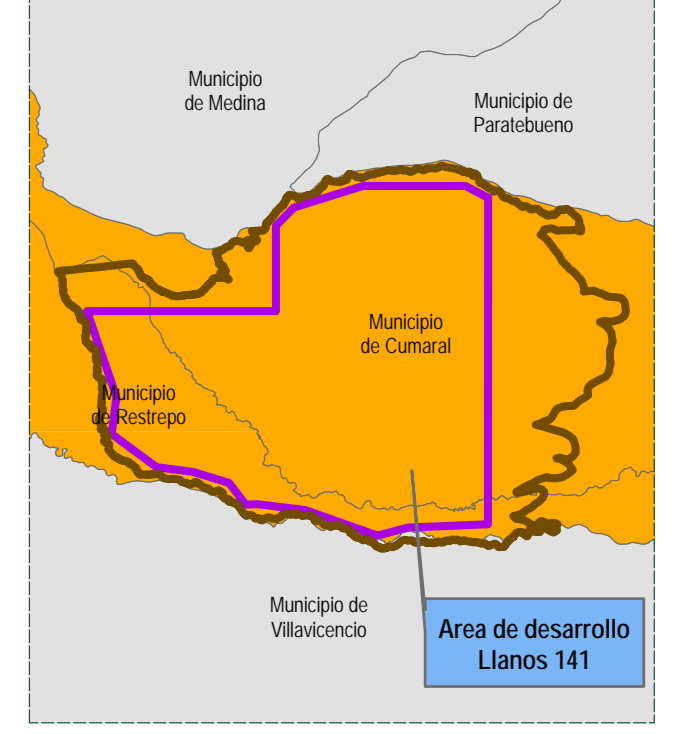 Municipio
de Medina
Municipio de
Paratebueno
Municipio
de Cumaral
Municipio
de Restrepo
Municipio de
Villavicencio
Area de desarrollo
Llanos 141